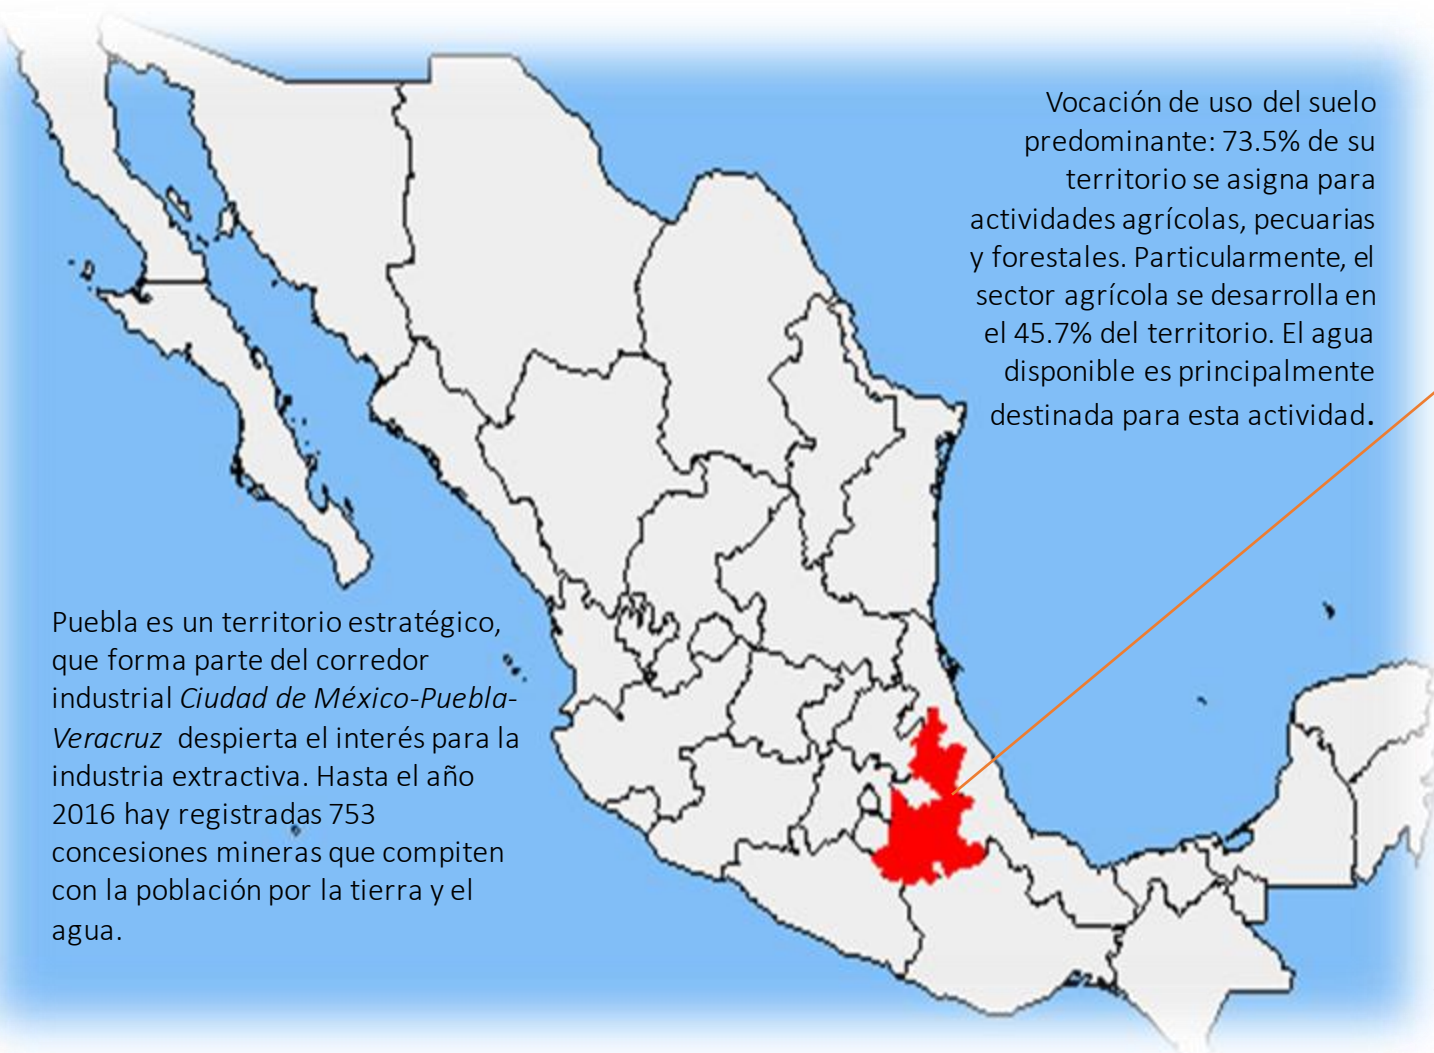 Vocación de uso del suelo
predominante: 73.5% de su
territorio se asigna para
actividades agrícolas, pecuarias
y forestales. Particularmente, el
sector agrícola se desarrolla en
el 45.7% del territorio. El agua
disponible es principalmente
destinada para esta actividad.
Puebla es un territorio estratégico,
que forma parte del corredor
industrial Ciudad de México-Puebla-
Veracruz despierta el interés para la
industria extractiva. Hasta el año
2016 hay registradas 753
concesiones mineras que compiten
con la población por la tierra y el
agua.